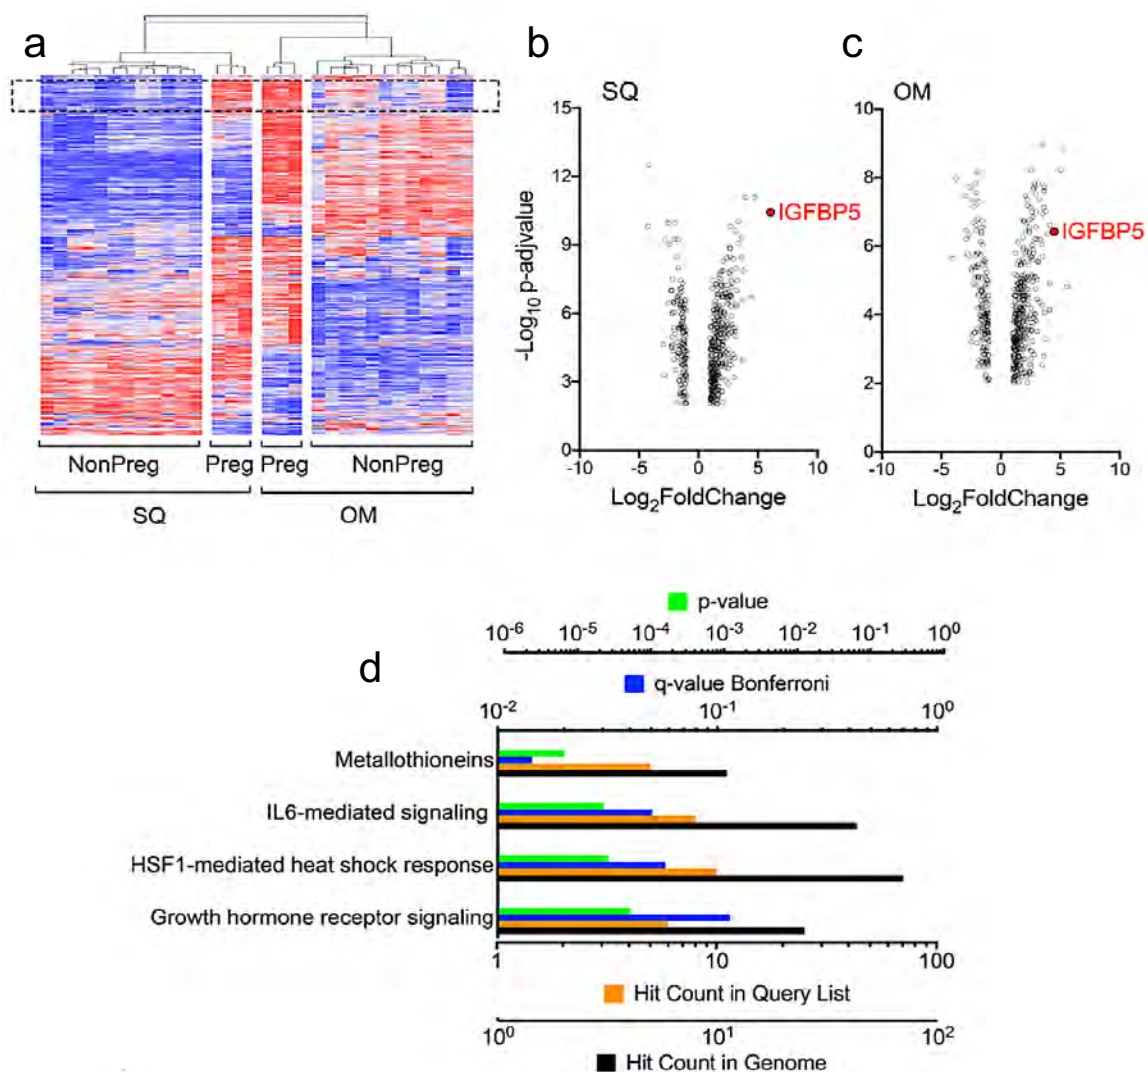 a
b
c
SQ
OM
15
12
9
6
3
0
-Log10 p-adjvalue
IGFBP5
-10
-5
0
5
10
Log2FoldChange
10
8
6
4
2
0
IGFBP5
-10
-5
0
5
10
Log2FoldChange
NonPreg Preg Preg NonPreg
SQ OM
d
p-value
10-6 10-5 10-4 10-3 10-2 10-1 100
q-value Bonferroni
10-2 10-1 100
Metallothioneins
IL6-mediated signaling
HSF1-mediated heat shock response
Growth hormone receptor signaling
1 10 100
Hit Count in Query List
100 101 102
Hit Count in Genome